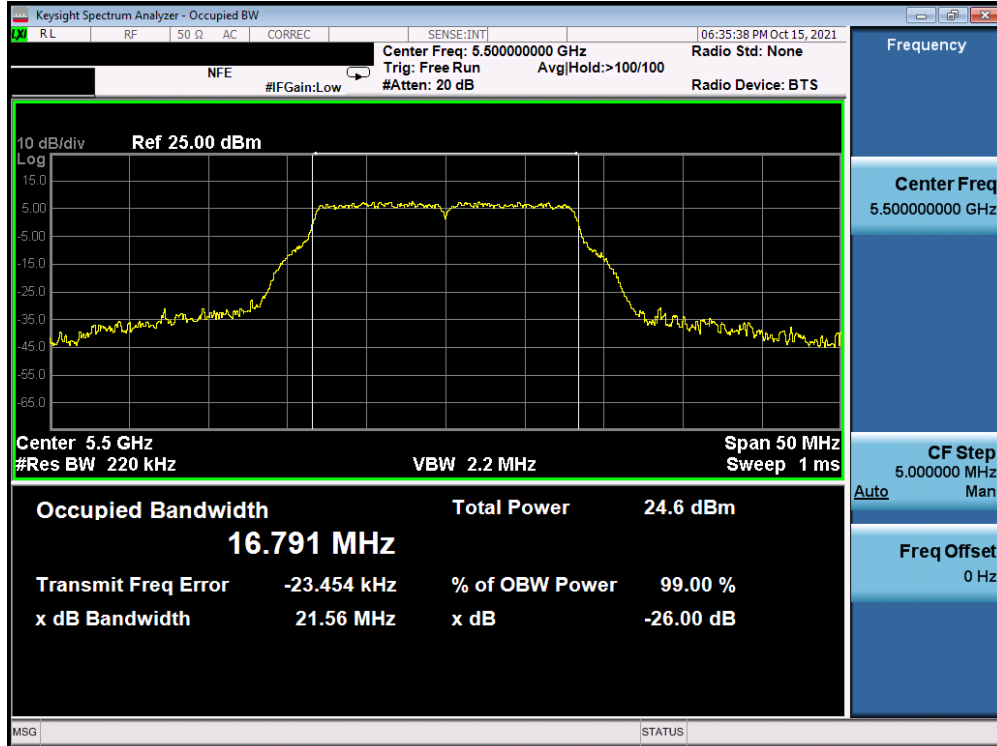 Keysight Spectrum Analyzer - Occupied BW
LXI RL RF 50 Ω AC CORREC SENSE:INT 06:35:38 PM Oct 15, 2021
Center Freq: 5.500000000 GHz Radio Std: None
NFE Trig: Free Run Avg|Hold:>100/100
#IFGain:Low #Atten: 20 dB Radio Device: BTS
10 dB/div Ref 25.00 dBm
Log
15.0
5.00
-5.00
-15.0
-25.0
-35.0
-45.0
-55.0
-65.0
Center 5.5 GHz Span 50 MHz
#Res BW 220 kHz VBW 2.2 MHz Sweep 1 ms
Occupied Bandwidth Total Power 24.6 dBm
16.791 MHz
Transmit Freq Error -23.454 kHz % of OBW Power 99.00 %
x dB Bandwidth 21.56 MHz x dB -26.00 dB
MSG STATUS
Frequency
Center Freq
5.500000000 GHz
CF Step
5.000000 MHz
Auto Man
Freq Offset
0 Hz